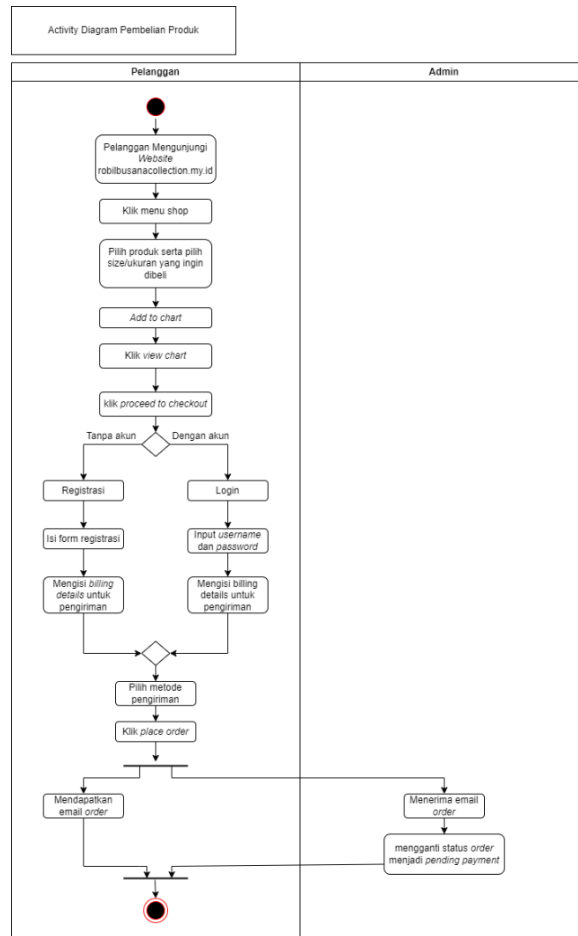 Activity Diagram Pembelian Produk
Pelanggan
Admin
Pelanggan Mengunjungi
Website
robilbusanacollection.my.id
Klik menu shop
Pilih produk serta pilih
size/ukuran yang ingin
dibeli
Add to chart
Klik view chart
klik proceed to checkout
Tanpa akun
Dengan akun
Registrasi
Login
Isi form registrasi
Input username
dan password
Mengisi billing
details untuk
pengiriman
Mengisi billing
details untuk
pengiriman
Pilih metode
pengiriman
Klik place order
Mendapatkan
email order
Menerima email
order
mengganti status order
menjadi pending payment